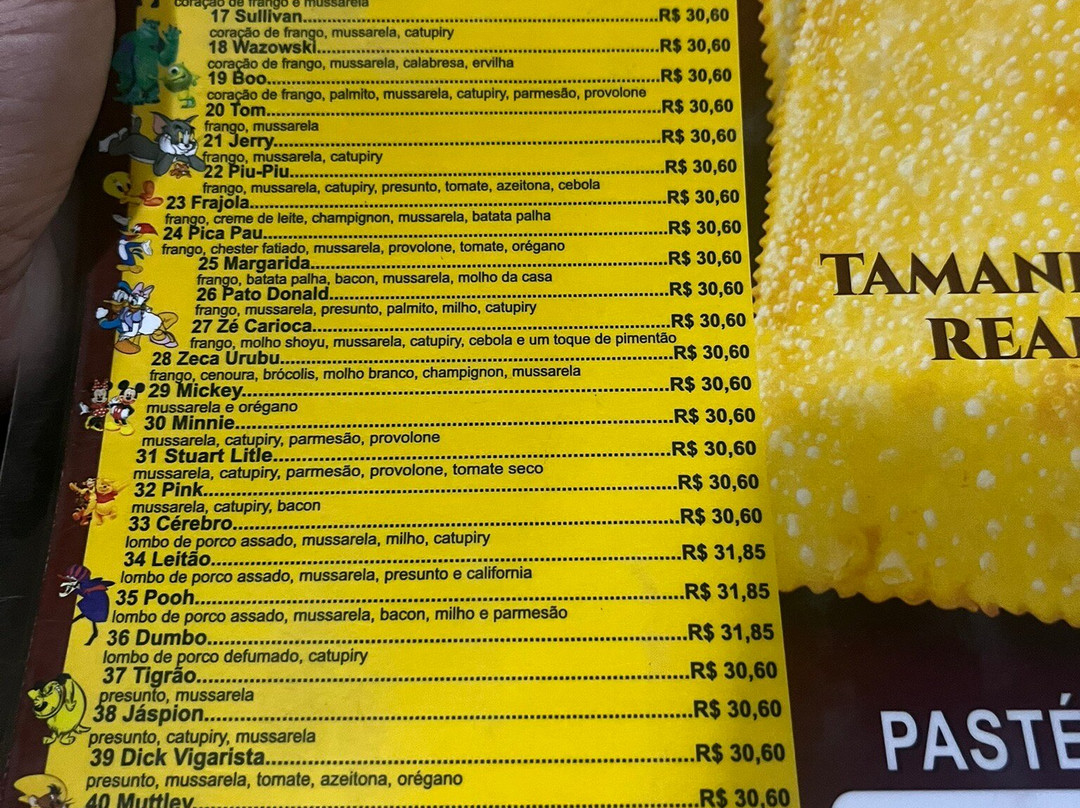 coração de frango e mussarela
17 Sullivan..........R$ 30,60
coração de frango, mussarela, catupiry
18 Wazowski..........R$ 30,60
coração de frango, mussarela, calabresa, ervilha
19 Boo..........R$ 30,60
coração de frango, palmito, mussarela, catupiry, parmesão, provolone
20 Tom..........R$ 30,60
frango, mussarela
21 Jerry..........R$ 30,60
frango, mussarela, catupiry
22 Piu-Piu..........R$ 30,60
frango, mussarela, catupiry, presunto, tomate, azeitona, cebola
23 Frajola..........R$ 30,60
frango, creme de leite, champignon, mussarela, batata palha
24 Pica Pau..........R$ 30,60
frango, chester fatiado, mussarela, provolone, tomate, orégano
25 Margarida..........R$ 30,60
frango, batata palha, bacon, mussarela, molho da casa
26 Pato Donald..........R$ 30,60
frango, mussarela, presunto, palmito, milho, catupiry
27 Zé Carioca..........R$ 30,60
frango, molho shoyu, mussarela, catupiry, cebola e um toque de pimentão
28 Zeca Urubu..........R$ 30,60
frango, cenoura, brócolis, molho branco, champignon, mussarela
29 Mickey..........R$ 30,60
mussarela e orégano
30 Minnie..........R$ 30,60
mussarela, catupiry, parmesão, provolone
31 Stuart Litle..........R$ 30,60
mussarela, catupiry, parmesão, provolone, tomate seco
32 Pink..........R$ 30,60
mussarela, catupiry, bacon
33 Cérebro..........R$ 30,60
lombo de porco assado, mussarela, milho, catupiry
34 Leitão..........R$ 31,85
lombo de porco assado, mussarela, presunto e california
35 Pooh..........R$ 31,85
lombo de porco assado, mussarela, bacon, milho e parmesão
36 Dumbo..........R$ 31,85
lombo de porco defumado, catupiry
37 Tigrão..........R$ 30,60
presunto, mussarela
38 Jáspion..........R$ 30,60
presunto, catupiry, mussarela
39 Dick Vigarista..........R$ 30,60
presunto, mussarela, tomate, azeitona, orégano
40 Muttley..........R$ 30,60
TAMAN
REA
PASTÉ